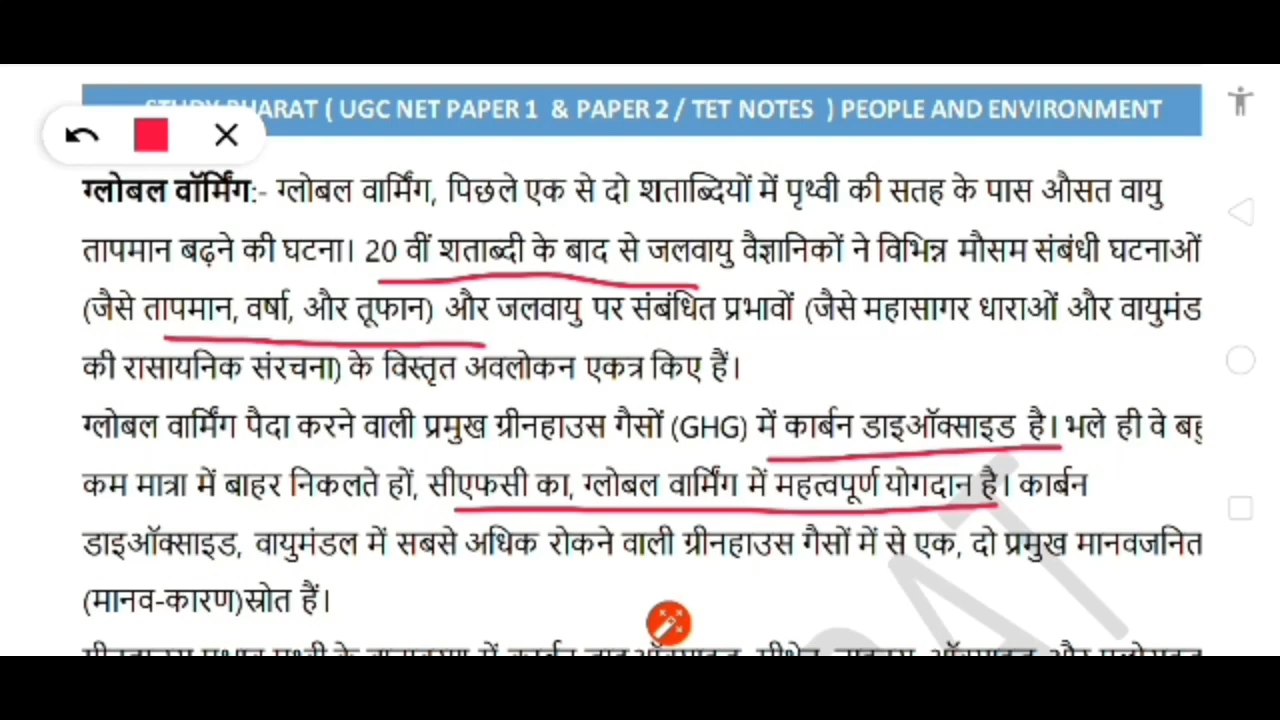 STUDY BHARAT ( UGC NET PAPER 1 & PAPER 2 / TET NOTES ) PEOPLE AND ENVIRONMENT
ग्लोबल वॉर्मिंग:- ग्लोबल वार्मिंग, पिछले एक से दो शताब्दियों में पृथ्वी की सतह के पास औसत वायु
तापमान बढ़ने की घटना। 20 वीं शताब्दी के बाद से जलवायु वैज्ञानिकों ने विभिन्न मौसम संबंधी घटनाओं
(जैसे तापमान, वर्षा, और तूफान) और जलवायु पर संबंधित प्रभावों (जैसे महासागर धाराओं और वायुमंड
की रासायनिक संरचना) के विस्तृत अवलोकन एकत्र किए हैं।
ग्लोबल वार्मिंग पैदा करने वाली प्रमुख ग्रीनहाउस गैसों (GHG) में कार्बन डाइऑक्साइड है। भले ही वे
कम मात्रा में बाहर निकलते हों, सीएफसी का, ग्लोबल वार्मिंग में महत्वपूर्ण योगदान है। कार्बन
डाइऑक्साइड, वायुमंडल में सबसे अधिक रोकने वाली ग्रीनहाउस गैसों में से एक, दो प्रमुख मानवजनित
(मानव-कारण)स्रोत हैं।